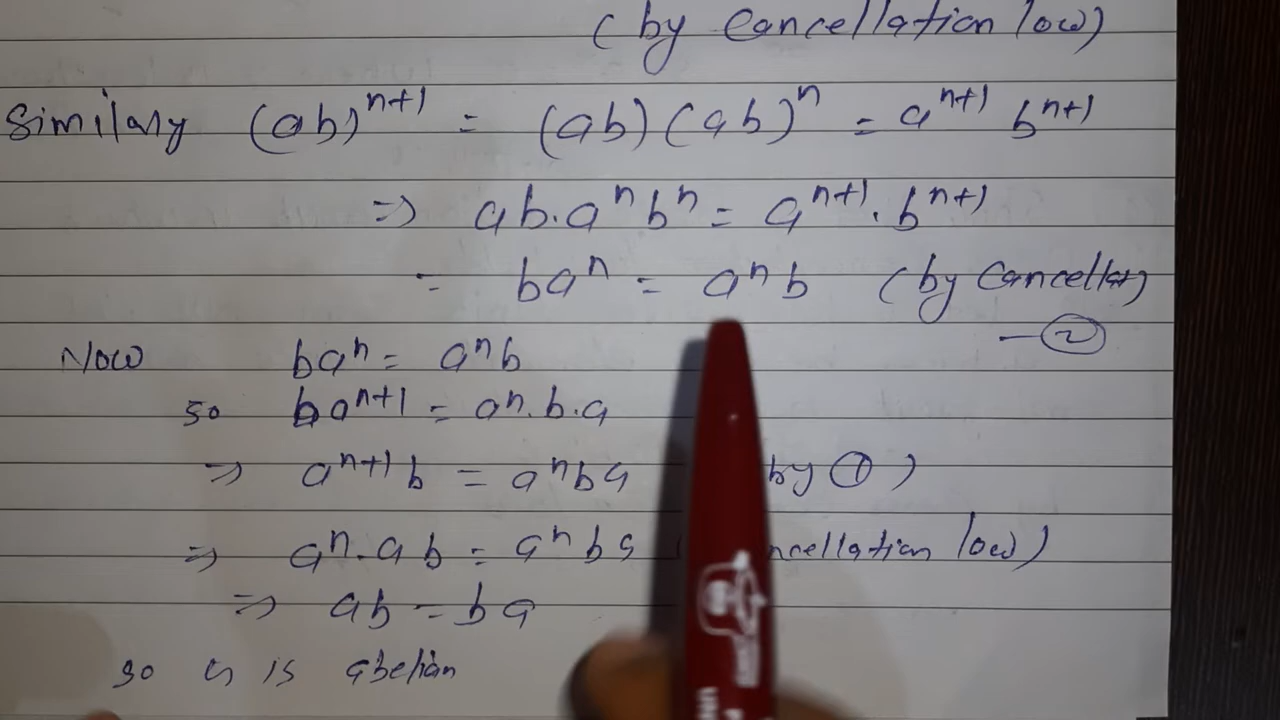 (by Cancellation low)
Similary (ab)^{n+1} = (ab)(ab)^n = a^{n+1} b^{n+1}
=> ab.a^n b^n = a^{n+1}. b^{n+1}
= ba^n = a^n b (by Cancellat)
— ②
Now ba^n = a^n b
so ba^{n+1} = a^n. b.a
=> a^{n+1} b = a^n ba by ①)
=> a^n.ab = a^n ba ncellation low)
=> ab = ba
so G is abelian